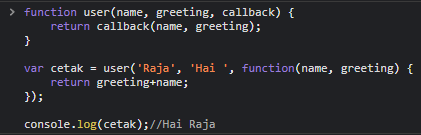 > function user(name, greeting, callback) {
    return callback(name, greeting);
}
var cetak = user('Raja', 'Hai ', function(name, greeting) {
    return greeting+name;
});
console.log(cetak);//Hai Raja